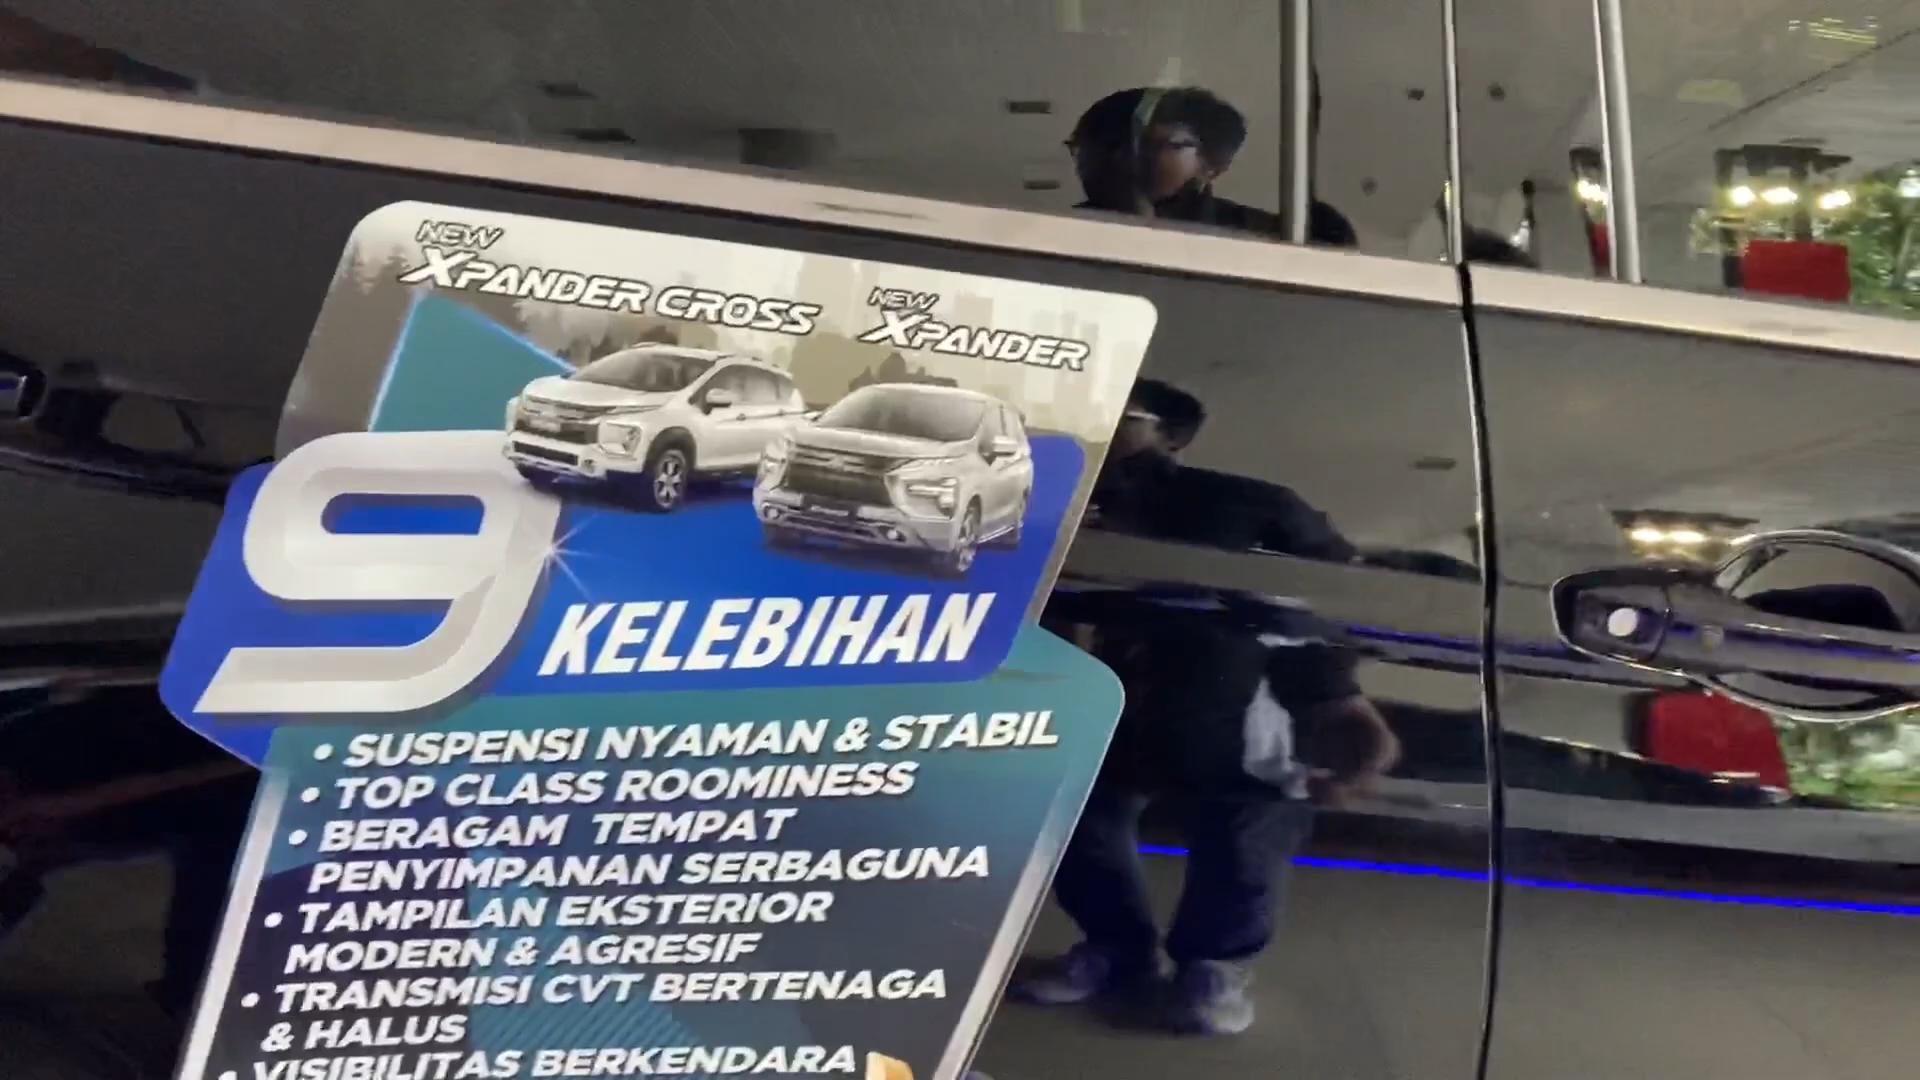 NEW
XPANDER CROSS
NEW
XPANDER
9 KELEBIHAN
• SUSPENSI NYAMAN & STABIL
• TOP CLASS ROOMINESS
• BERAGAM TEMPAT
PENYIMPANAN SERBAGUNA
• TAMPILAN EKSTERIOR
MODERN & AGRESIF
• TRANSMISI CVT BERTENAGA
& HALUS
• VISIBILITAS BERKENDARA